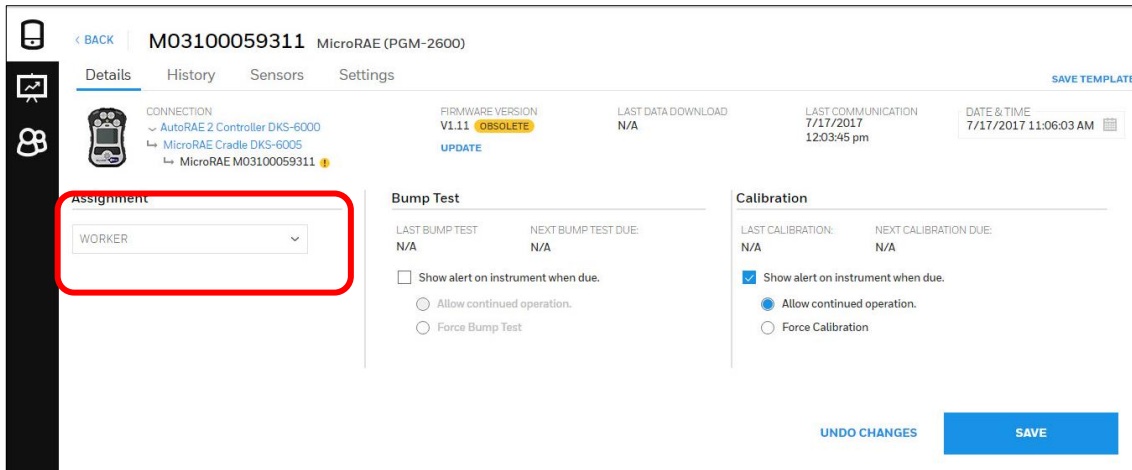 < BACK M03100059311 MicroRAE (PGM-2600)
Details History Sensors Settings
SAVE TEMPLATE
CONNECTION
AutoRAE 2 Controller DKS-6000
MicroRAE Cradle DKS-6005
MicroRAE M03100059311 !
FIRMWARE VERSION
V1.11 OBSOLETE
UPDATE
LAST DATA DOWNLOAD
N/A
LAST COMMUNICATION
7/17/2017
12:03:45 pm
DATE & TIME
7/17/2017 11:06:03 AM
Assignment
WORKER
Bump Test
LAST BUMP TEST NEXT BUMP TEST DUE:
N/A N/A
Show alert on instrument when due.
Allow continued operation.
Force Bump Test
Calibration
LAST CALIBRATION: NEXT CALIBRATION DUE:
N/A N/A
Show alert on instrument when due.
Allow continued operation.
Force Calibration
UNDO CHANGES SAVE